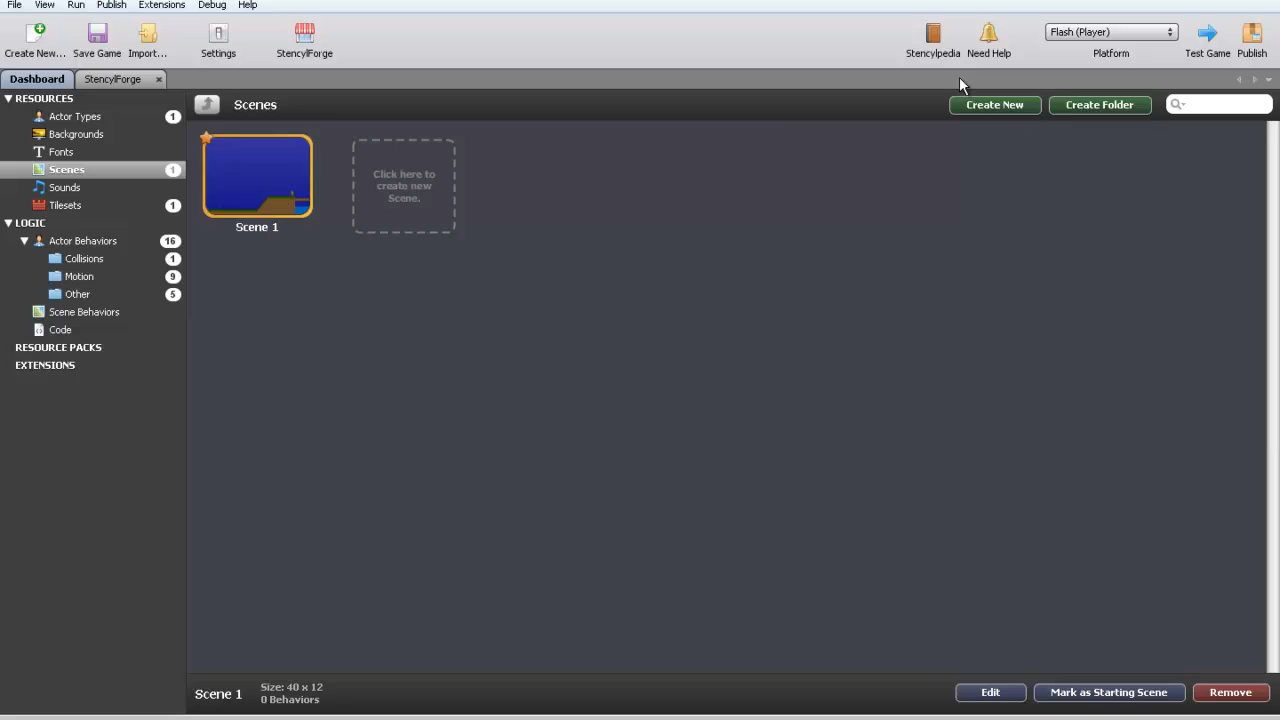 File View Run Publish Extensions Debug Help
Create New... Save Game Import... Settings StencylForge Stencylpedia Need Help Flash (Player) Platform Test Game Publish
Dashboard StencylForge
RESOURCES
Actor Types 1
Backgrounds
Fonts
Scenes 1
Sounds
Tilesets 1
LOGIC
Actor Behaviors 16
Collisions 1
Motion 9
Other 5
Scene Behaviors
Code
RESOURCE PACKS
EXTENSIONS
Scenes Create New Create Folder
Scene 1
Click here to
create new
Scene.
Scene 1
Size: 40 x 12
0 Behaviors
Edit Mark as Starting Scene Remove